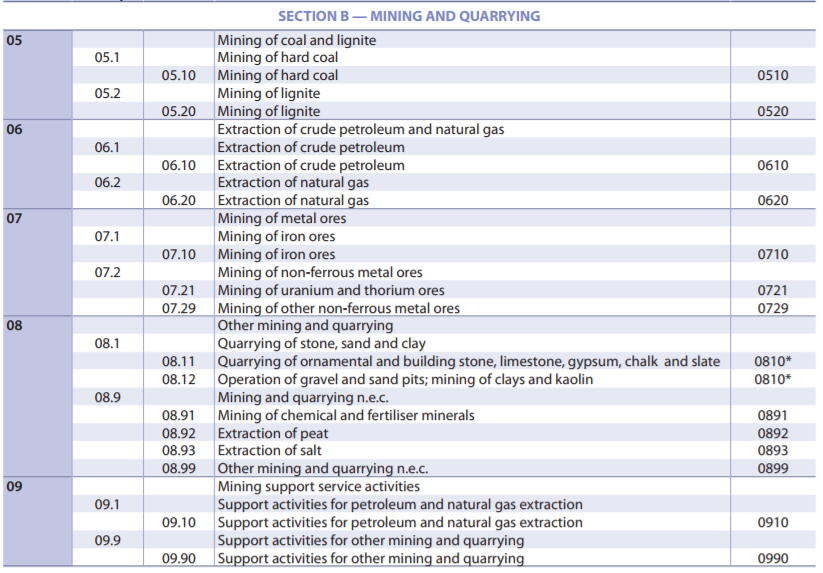 SECTION B — MINING AND QUARRYING
05 Mining of coal and lignite
05.1 Mining of hard coal
05.10 Mining of hard coal 0510
05.2 Mining of lignite
05.20 Mining of lignite 0520
06 Extraction of crude petroleum and natural gas
06.1 Extraction of crude petroleum
06.10 Extraction of crude petroleum 0610
06.2 Extraction of natural gas
06.20 Extraction of natural gas 0620
07 Mining of metal ores
07.1 Mining of iron ores
07.10 Mining of iron ores 0710
07.2 Mining of non-ferrous metal ores
07.21 Mining of uranium and thorium ores 0721
07.29 Mining of other non-ferrous metal ores 0729
08 Other mining and quarrying
08.1 Quarrying of stone, sand and clay
08.11 Quarrying of ornamental and building stone, limestone, gypsum, chalk and slate 0810*
08.12 Operation of gravel and sand pits; mining of clays and kaolin 0810*
08.9 Mining and quarrying n.e.c.
08.91 Mining of chemical and fertiliser minerals 0891
08.92 Extraction of peat 0892
08.93 Extraction of salt 0893
08.99 Other mining and quarrying n.e.c. 0899
09 Mining support service activities
09.1 Support activities for petroleum and natural gas extraction
09.10 Support activities for petroleum and natural gas extraction 0910
09.9 Support activities for other mining and quarrying
09.90 Support activities for other mining and quarrying 0990